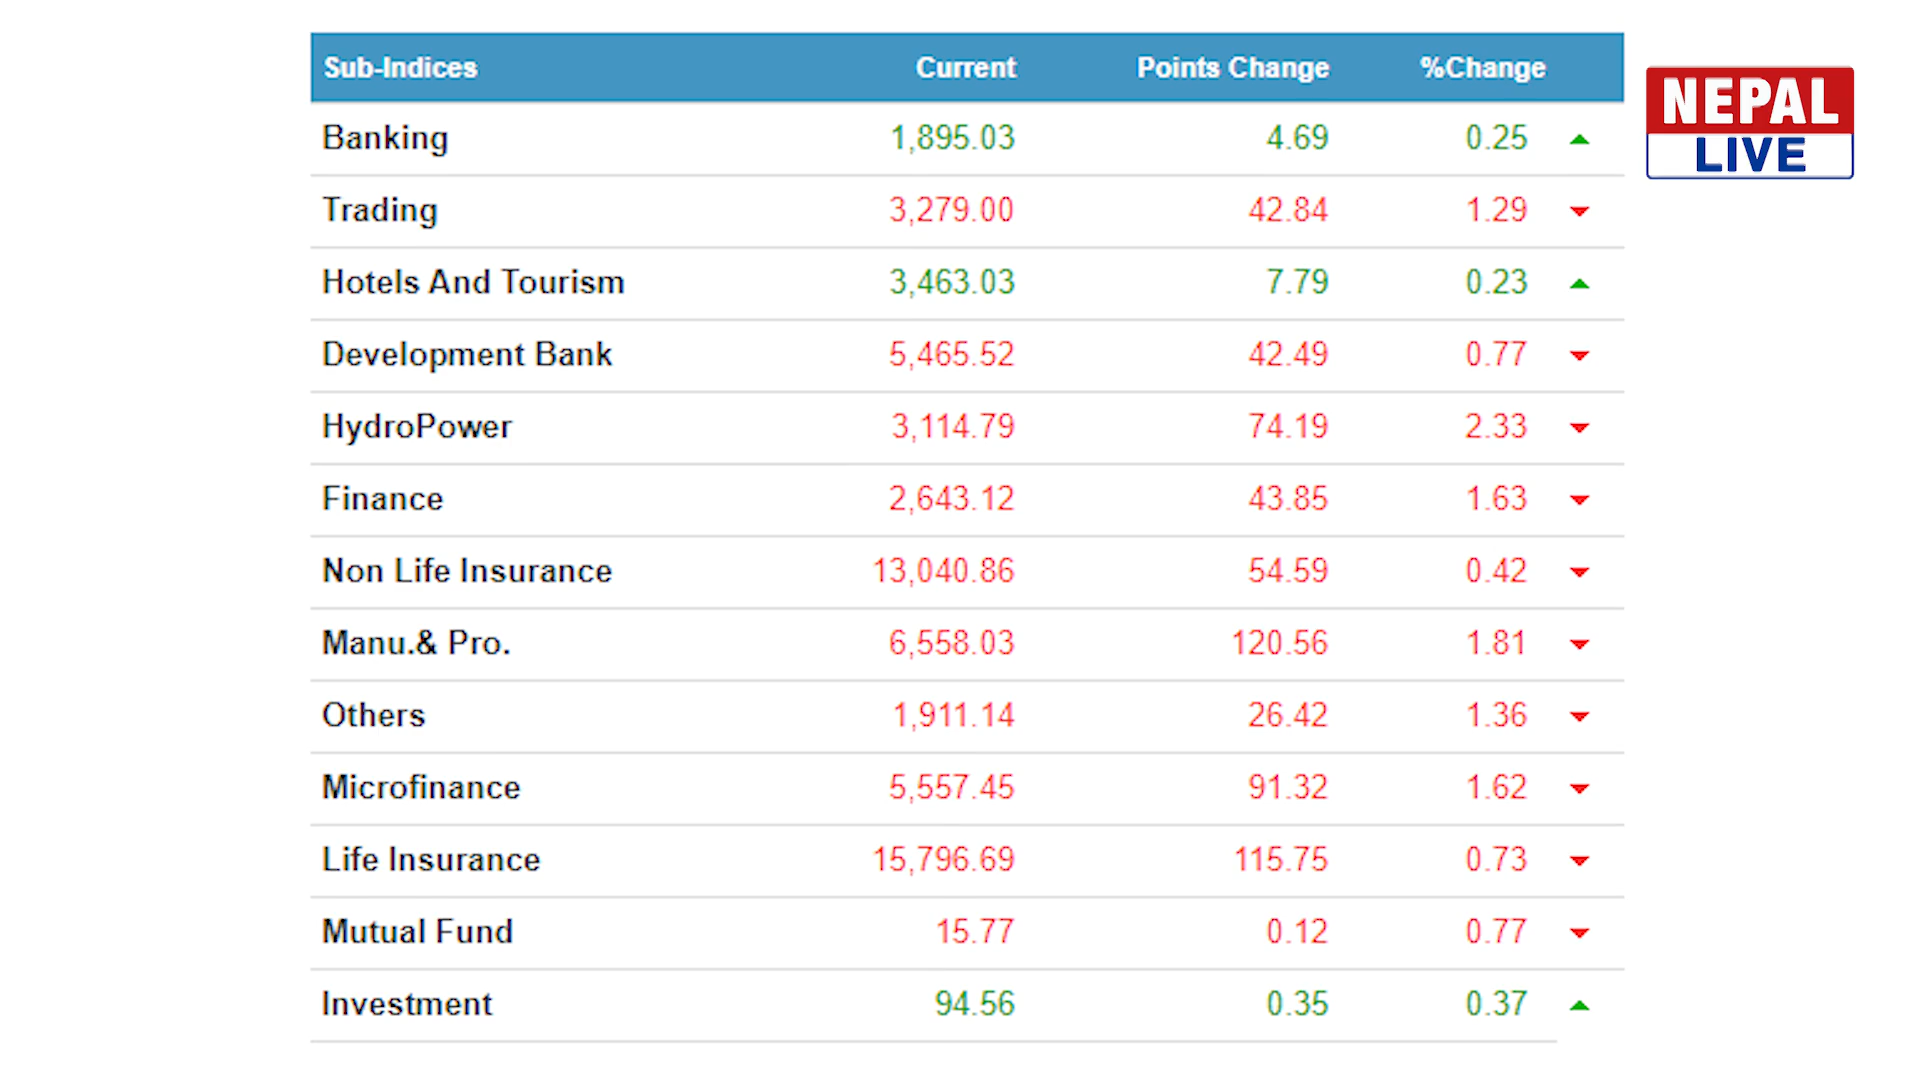 Sub-Indices Current Points Change %Change
Banking 1,895.03 4.69 0.25
Trading 3,279.00 42.84 1.29
Hotels And Tourism 3,463.03 7.79 0.23
Development Bank 5,465.52 42.49 0.77
HydroPower 3,114.79 74.19 2.33
Finance 2,643.12 43.85 1.63
Non Life Insurance 13,040.86 54.59 0.42
Manu.& Pro. 6,558.03 120.56 1.81
Others 1,911.14 26.42 1.36
Microfinance 5,557.45 91.32 1.62
Life Insurance 15,796.69 115.75 0.73
Mutual Fund 15.77 0.12 0.77
Investment 94.56 0.35 0.37
NEPAL
LIVE